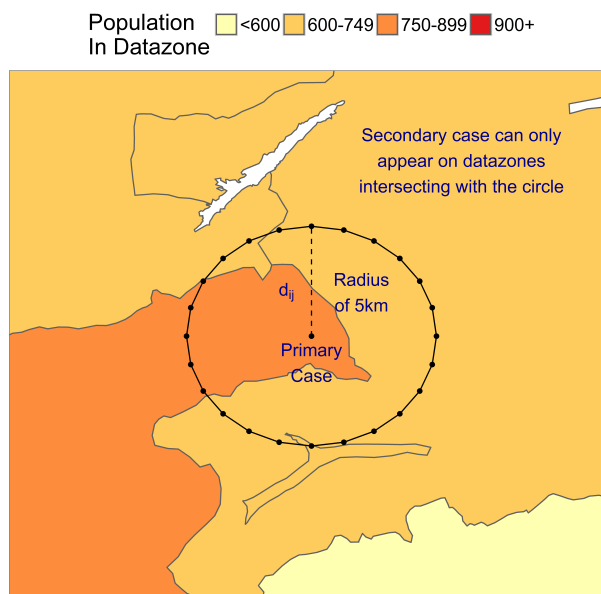 Population
In Datazone
<600 600-749 750-899 900+
Secondary case can only
appear on datazones
intersecting with the circle
dij
Radius
of 5km
Primary
Case